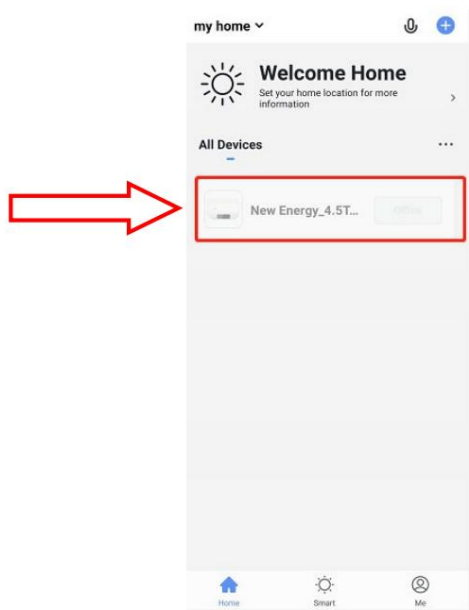 my home
Welcome Home
Set your home location for more
information
All Devices
New Energy_4.5T...
Home
Smart
Me